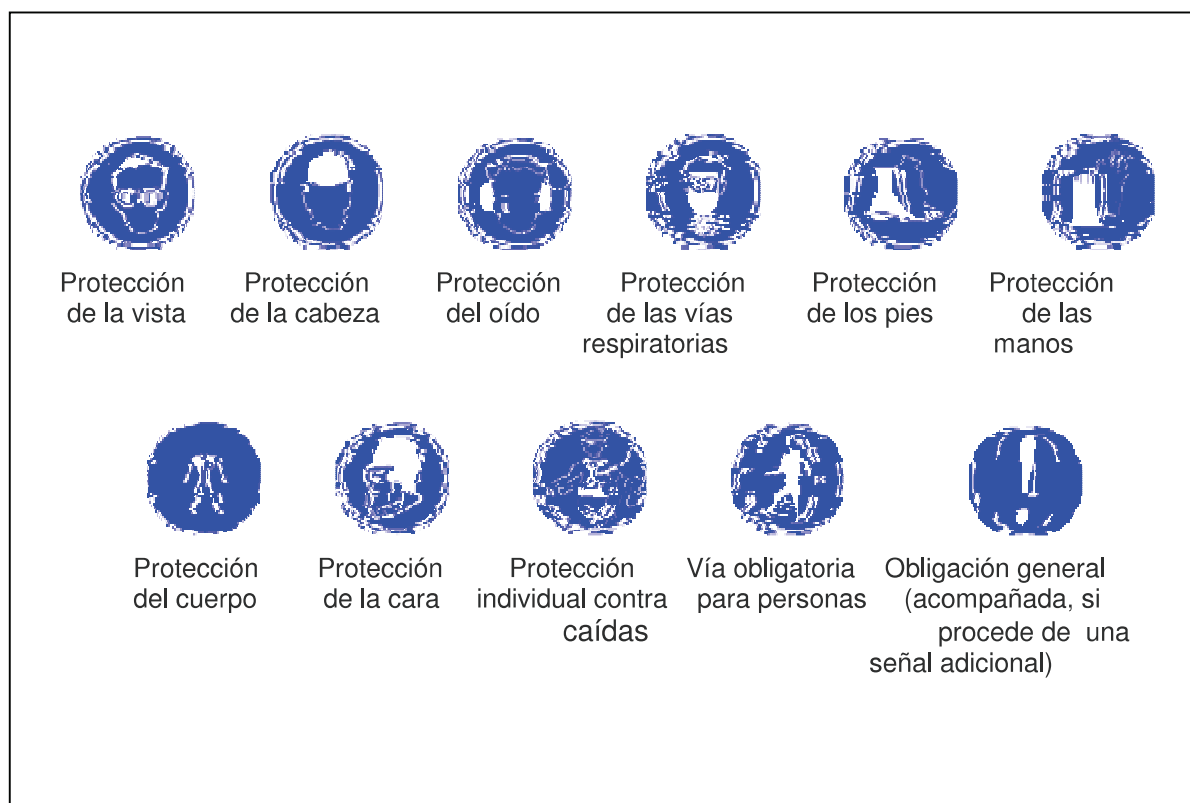 Protección
de la vista
Protección
de la cabeza
Protección
del oído
Protección
de las vías
respiratorias
Protección
de los pies
Protección
de las
manos
Protección
del cuerpo
Protección
de la cara
Protección
individual contra
caídas
Vía obligatoria
para personas
Obligación general
(acompañada, si
procede de una
señal adicional)